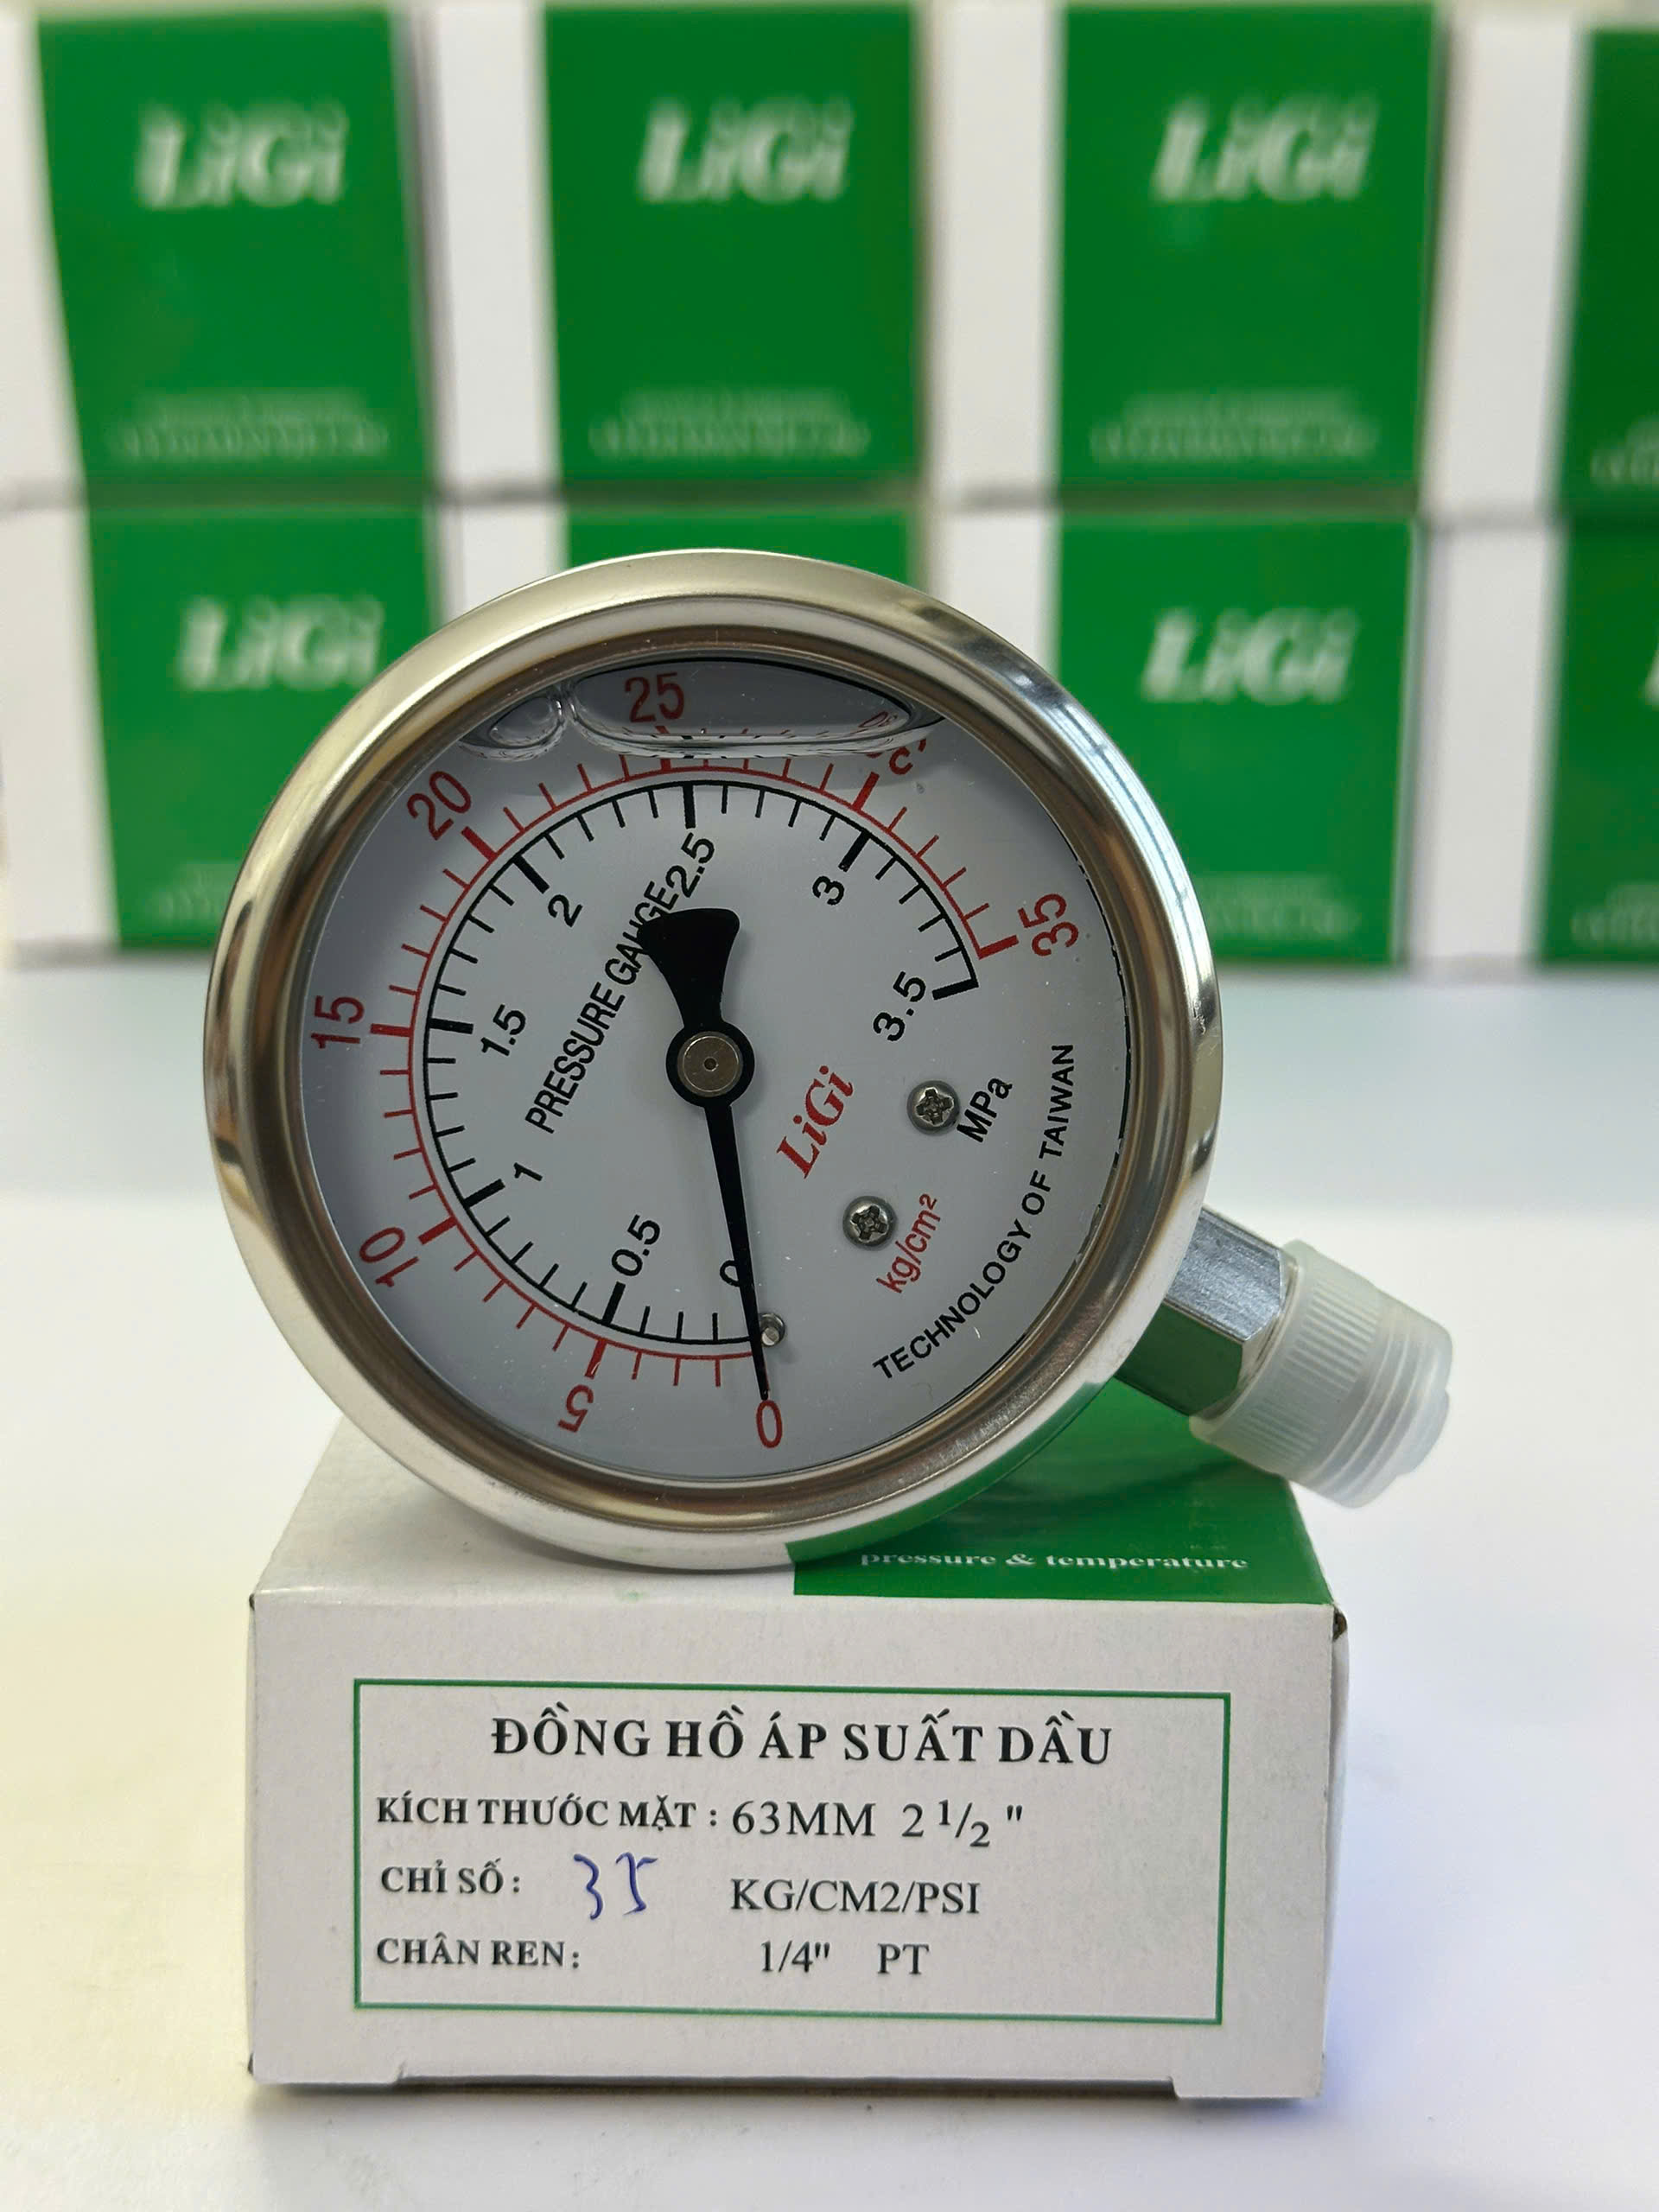 LiGi
LiGi
LiGi
LiGi
LiGi
0
5
10
15
20
25
35
0
0.5
1
1.5
2
2.5
3
3.5
PRESSURE GAUGE
LiGi
MPa
kg/cm²
TECHNOLOGY OF TAIWAN
pressure & temperature
ĐỒNG HỒ ÁP SUẤT DẦU
KÍCH THƯỚC MẶT : 63MM 2 1/2 "
CHỈ SỐ : 35 KG/CM2/PSI
CHÂN REN : 1/4" PT